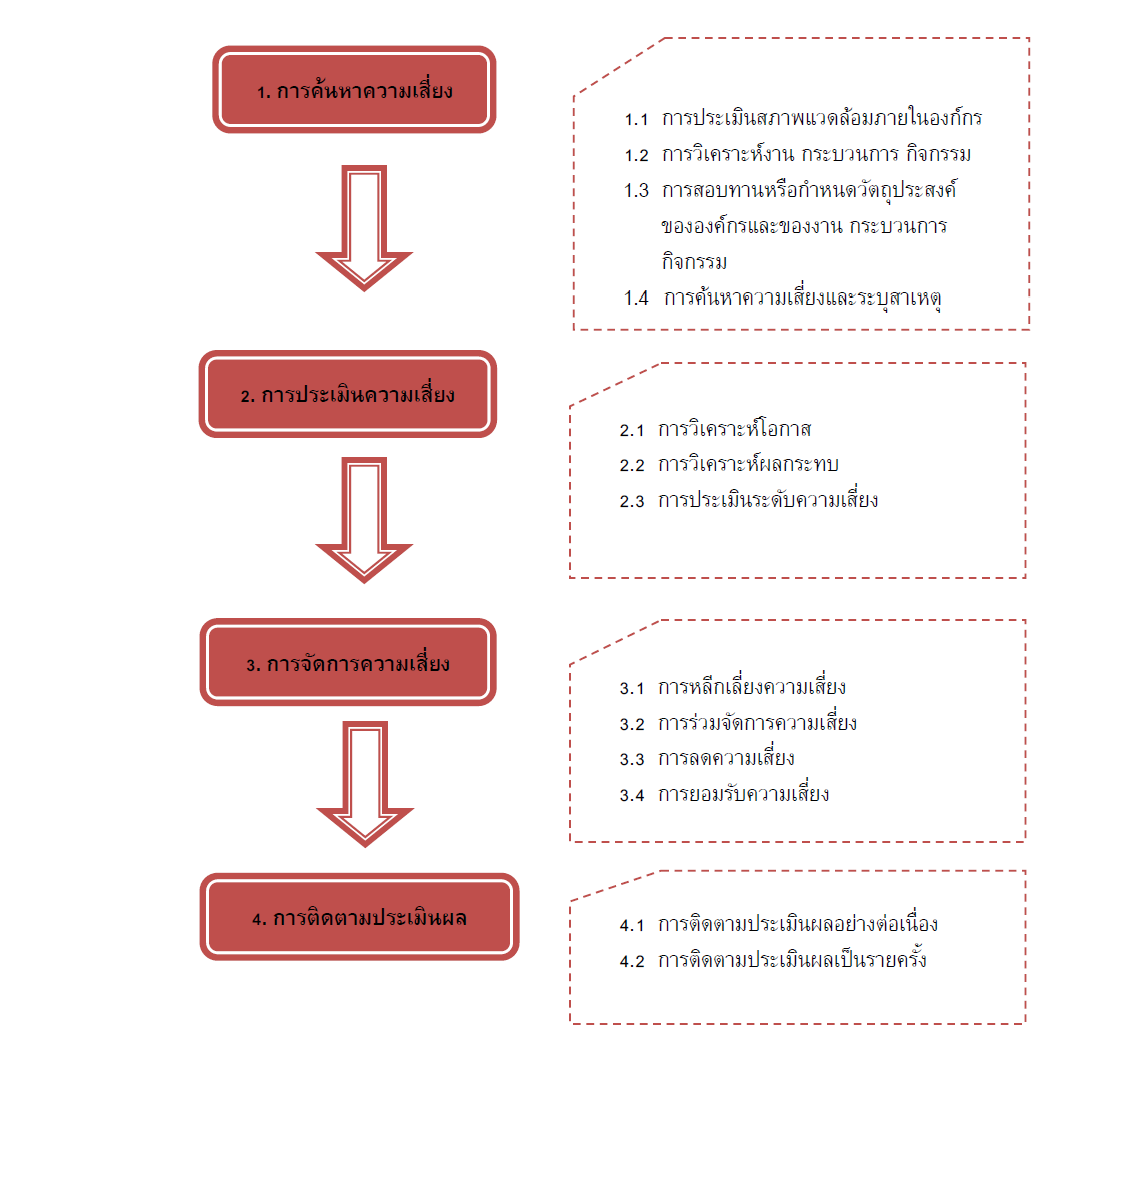 1. การค้นหาความเสี่ยง
1.1 การประเมินสภาพแวดล้อมภายในองก์กร
1.2 การวิเคราะห์งาน กระบวนการ กิจกรรม
1.3 การสอบทานหรือกำหนดวัตถุประสงค์
ขององค์กรและของงาน กระบวนการ
กิจกรรม
1.4 การค้นหาความเสี่ยงและระบุสาเหตุ
2. การประเมินความเสี่ยง
2.1 การวิเคราะห์โอกาส
2.2 การวิเคราะห์ผลกระทบ
2.3 การประเมินระดับความเสี่ยง
3. การจัดการความเสี่ยง
3.1 การหลีกเลี่ยงความเสี่ยง
3.2 การร่วมจัดการความเสี่ยง
3.3 การลดความเสี่ยง
3.4 การยอมรับความเสี่ยง
4. การติดตามประเมินผล
4.1 การติดตามประเมินผลอย่างต่อเนื่อง
4.2 การติดตามประเมินผลเป็นรายครั้ง